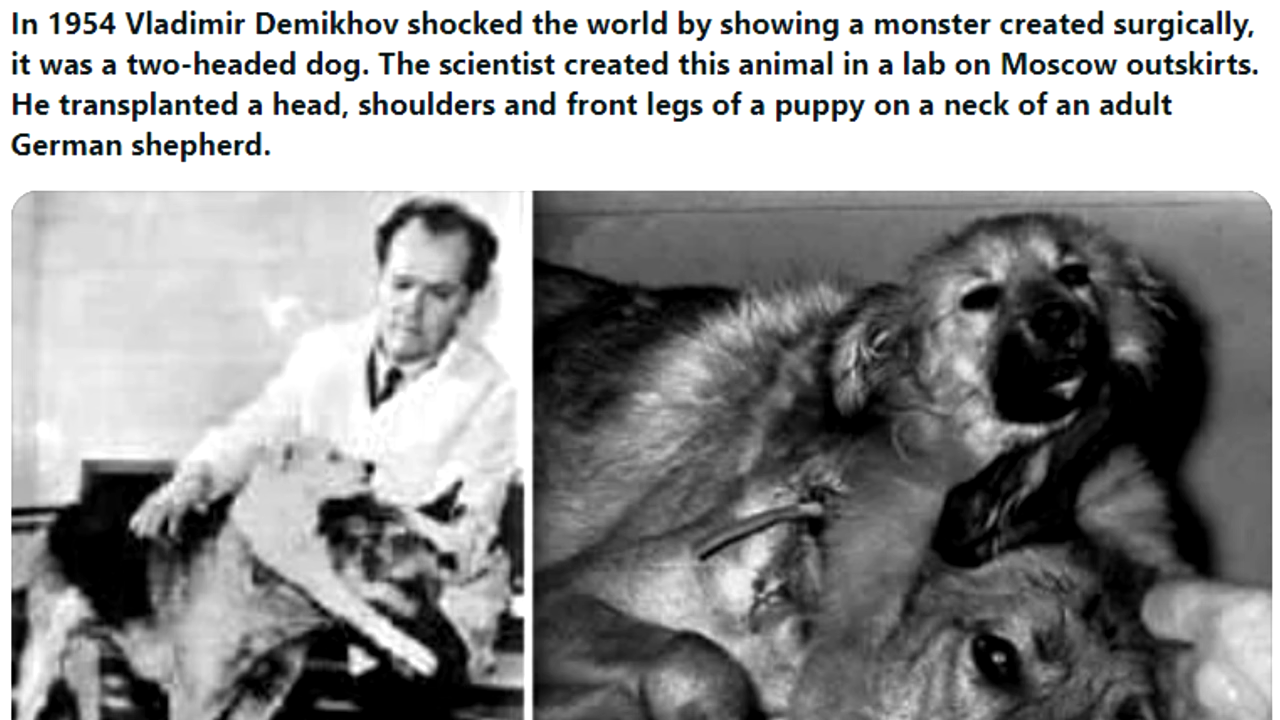 In 1954 Vladimir Demikhov shocked the world by showing a monster created surgically,
it was a two-headed dog. The scientist created this animal in a lab on Moscow outskirts.
He transplanted a head, shoulders and front legs of a puppy on a neck of an adult
German shepherd.